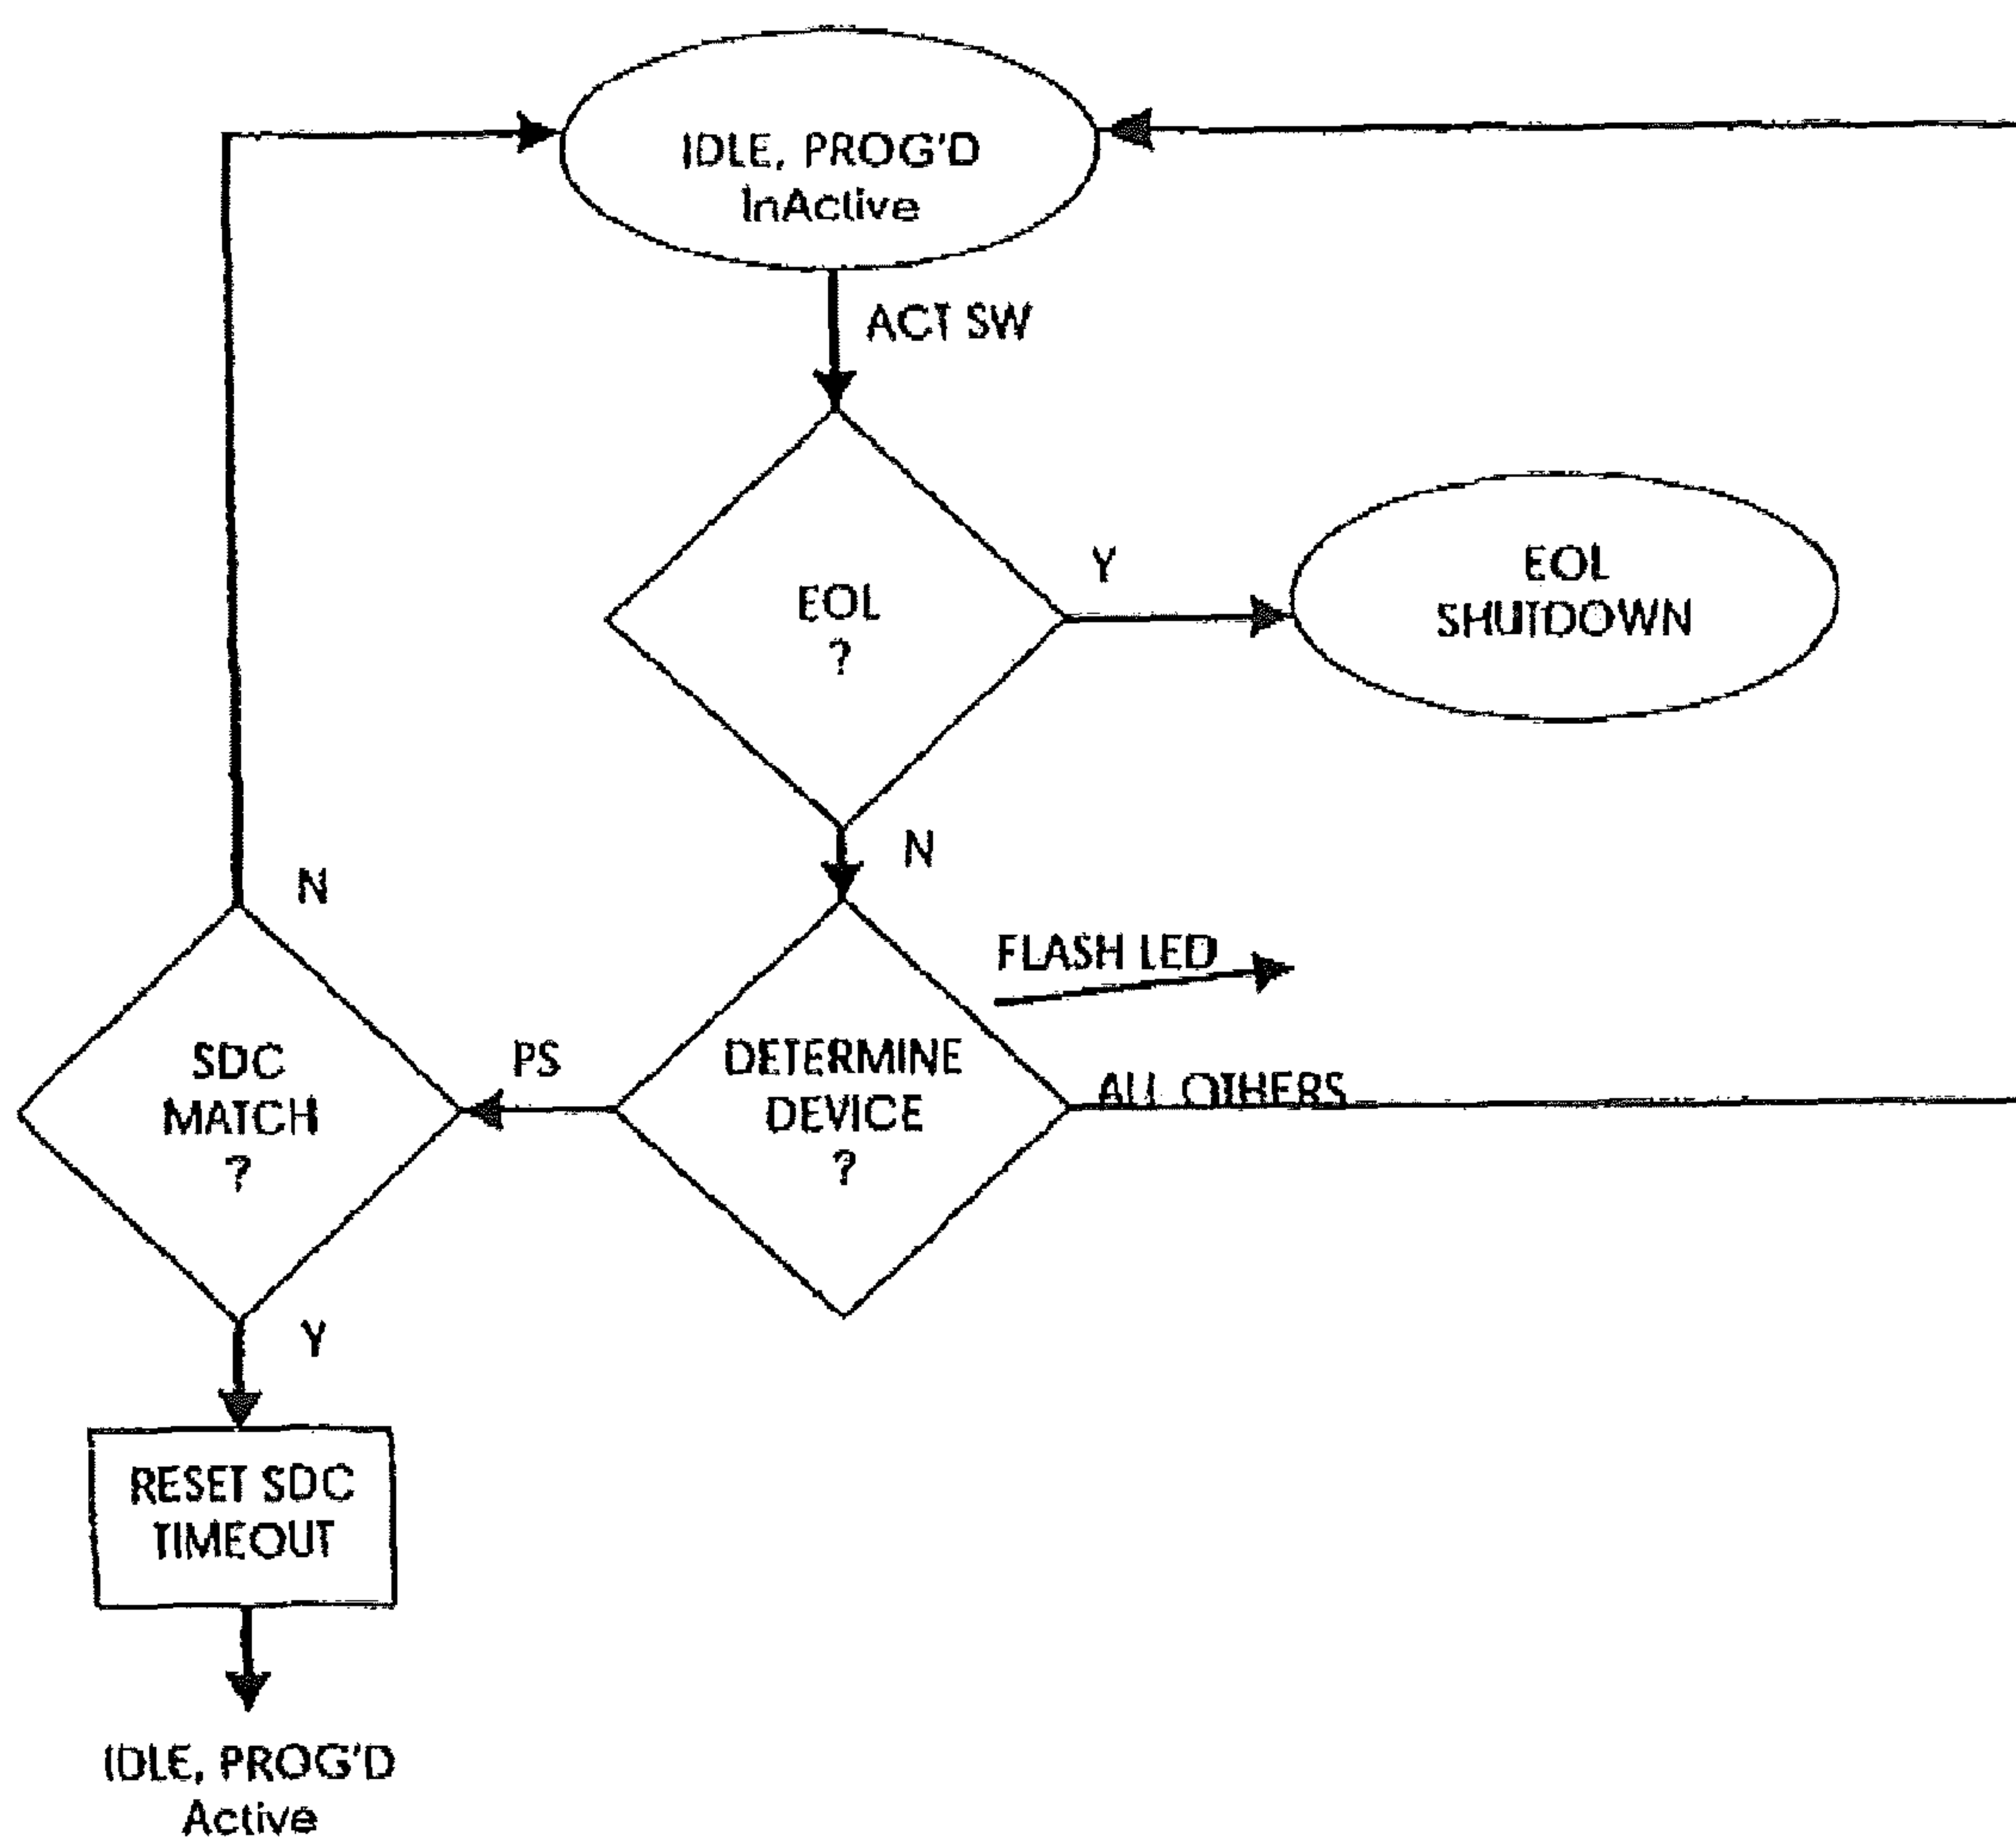 IDLE, PROG'D
InActive
ACT SW
EOL
?
Y
EOL
SHUTDOWN
N
N
FLASH LED
SDC
MATCH
?
PS
DETERMINE
DEVICE
?
ALL OTHERS
Y
RESET SDC
TIMEOUT
IDLE, PROG'D
Active